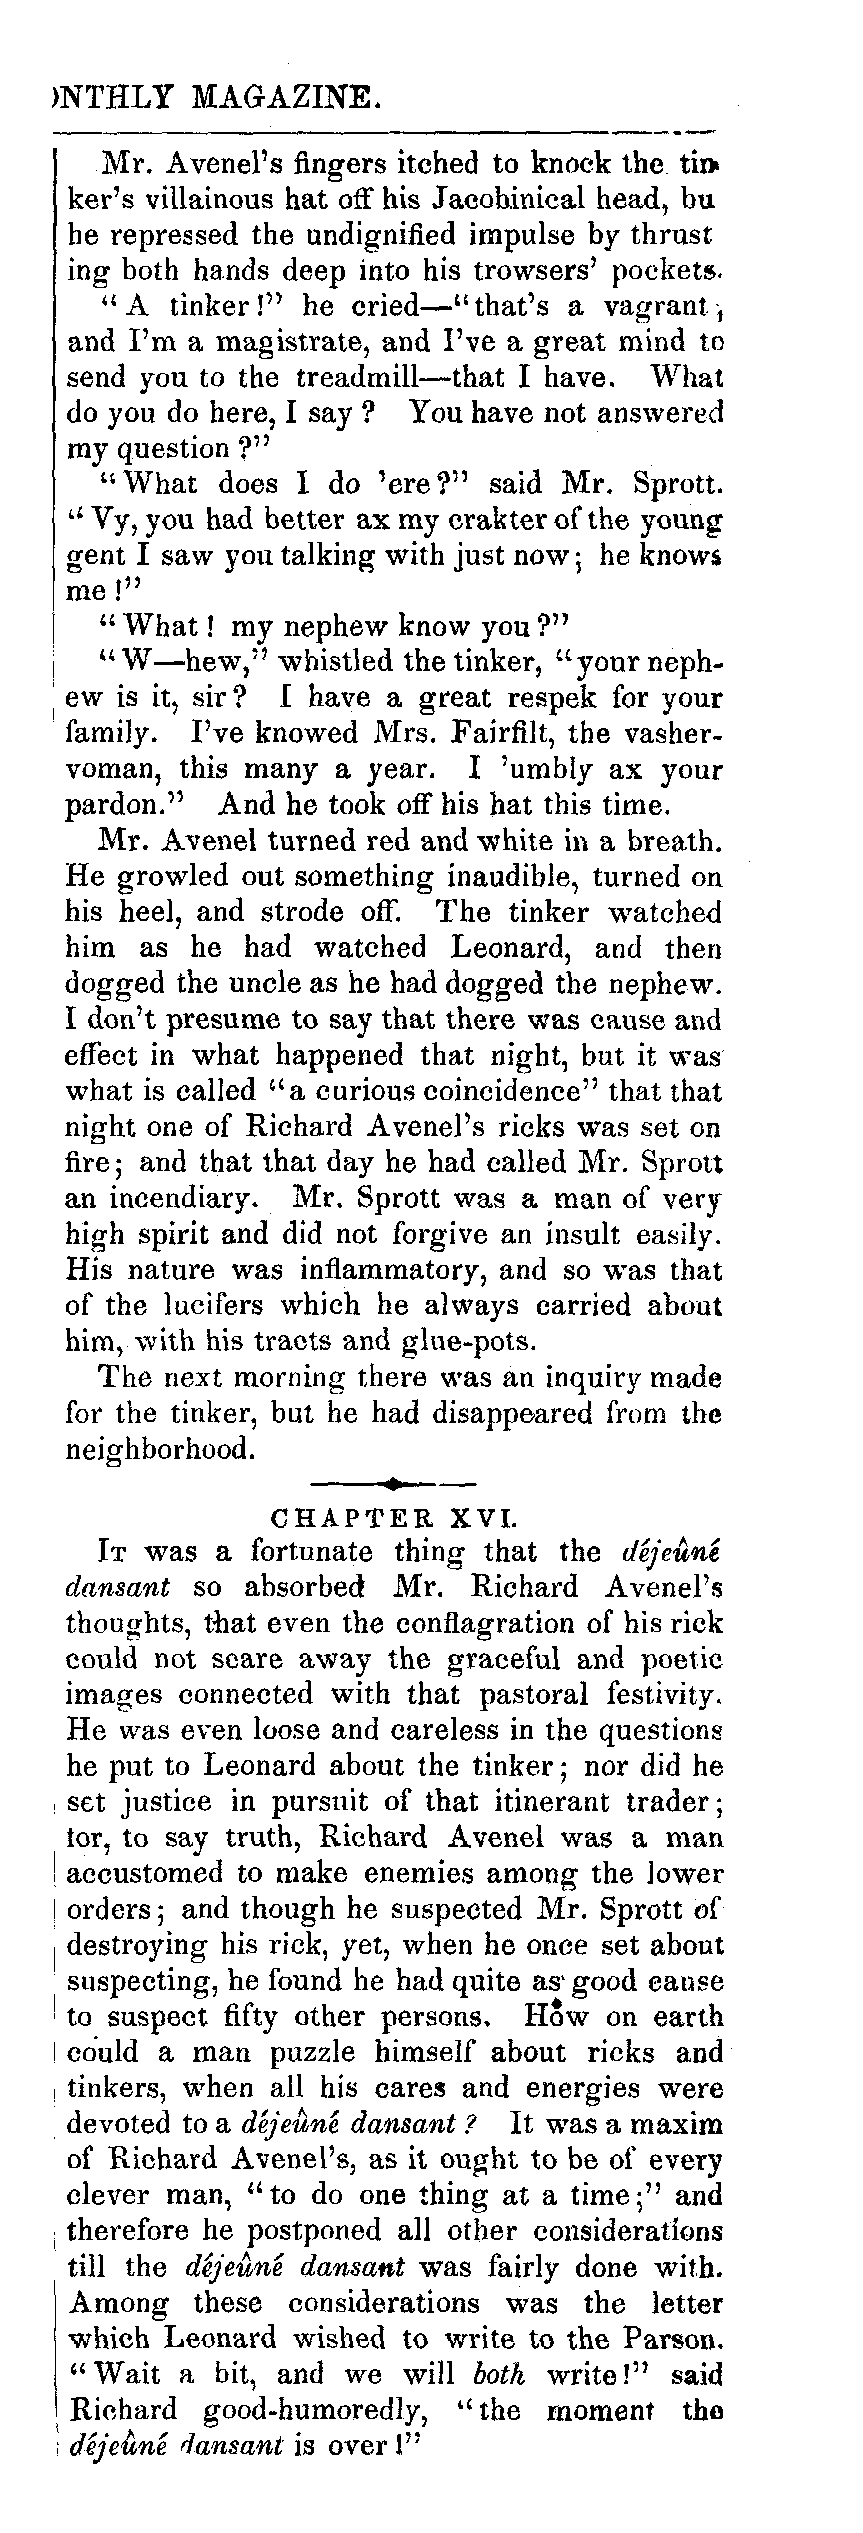 ONTHLY MAGAZINE.
Mr. Avenel's fingers itched to knock the tin
ker's villainous hat off his Jacobinical head, bu
he repressed the undignified impulse by thrust
ing both hands deep into his trowsers' pockets.
"A tinker!" he cried—"that's a vagrant;
and I'm a magistrate, and I've a great mind to
send you to the treadmill—that I have. What
do you do here, I say? You have not answered
my question?"
"What does I do 'ere?" said Mr. Sprott.
"Vy, you had better ax my crakter of the young
gent I saw you talking with just now; he knows
me!"
"What! my nephew know you?"
"W—hew," whistled the tinker, "your neph-
ew is it, sir? I have a great respek for your
family. I've knowed Mrs. Fairfilt, the vasher-
voman, this many a year. I 'umbly ax your
pardon." And he took off his hat this time.
Mr. Avenel turned red and white in a breath.
He growled out something inaudible, turned on
his heel, and strode off. The tinker watched
him as he had watched Leonard, and then
dogged the uncle as he had dogged the nephew.
I don't presume to say that there was cause and
effect in what happened that night, but it was
what is called "a curious coincidence" that that
night one of Richard Avenel's ricks was set on
fire; and that that day he had called Mr. Sprott
an incendiary. Mr. Sprott was a man of very
high spirit and did not forgive an insult easily.
His nature was inflammatory, and so was that
of the lucifers which he always carried about
him, with his tracts and glue-pots.
The next morning there was an inquiry made
for the tinker, but he had disappeared from the
neighborhood.
CHAPTER XVI.
IT was a fortunate thing that the déjeûné
dansant so absorbed Mr. Richard Avenel's
thoughts, that even the conflagration of his rick
could not scare away the graceful and poetic
images connected with that pastoral festivity.
He was even loose and careless in the questions
he put to Leonard about the tinker; nor did he
set justice in pursuit of that itinerant trader;
for, to say truth, Richard Avenel was a man
accustomed to make enemies among the lower
orders; and though he suspected Mr. Sprott of
destroying his rick, yet, when he once set about
suspecting, he found he had quite as good cause
to suspect fifty other persons. How on earth
could a man puzzle himself about ricks and
tinkers, when all his cares and energies were
devoted to a déjeûné dansant? It was a maxim
of Richard Avenel's, as it ought to be of every
clever man, "to do one thing at a time;" and
therefore he postponed all other considerations
till the déjeûné dansant was fairly done with.
Among these considerations was the letter
which Leonard wished to write to the Parson.
"Wait a bit, and we will both write!" said
Richard good-humoredly, "the moment the
déjeûné dansant is over!"